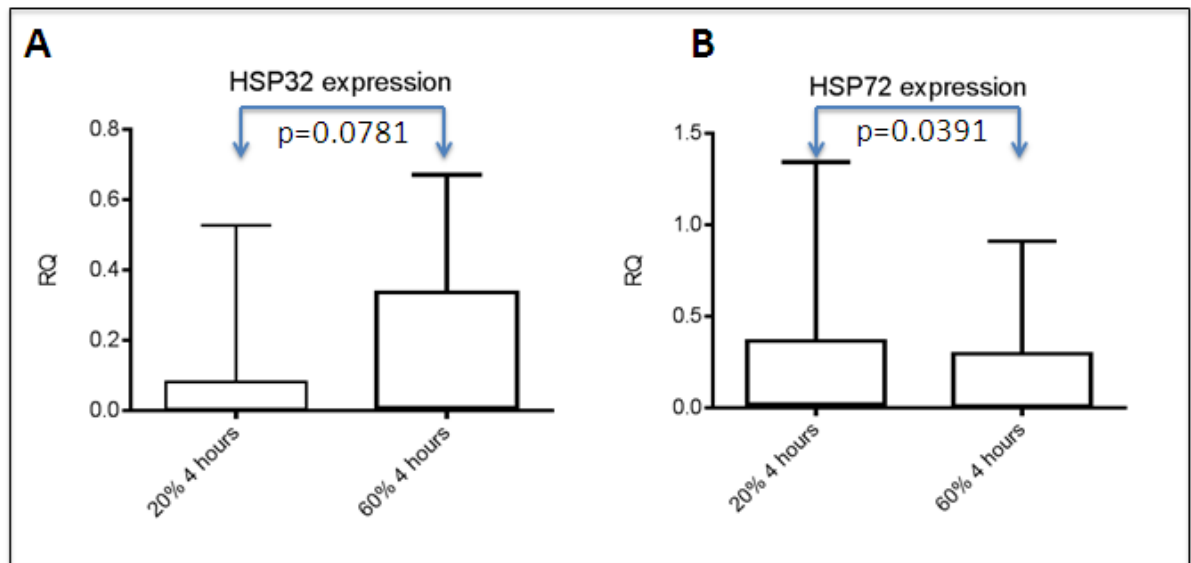 A
HSP32 expression
p=0.0781
0.8
0.6
0.4
0.2
0.0
RQ
20% 4 hours
60% 4 hours
B
HSP72 expression
p=0.0391
1.5
1.0
0.5
0.0
RQ
20% 4 hours
60% 4 hours